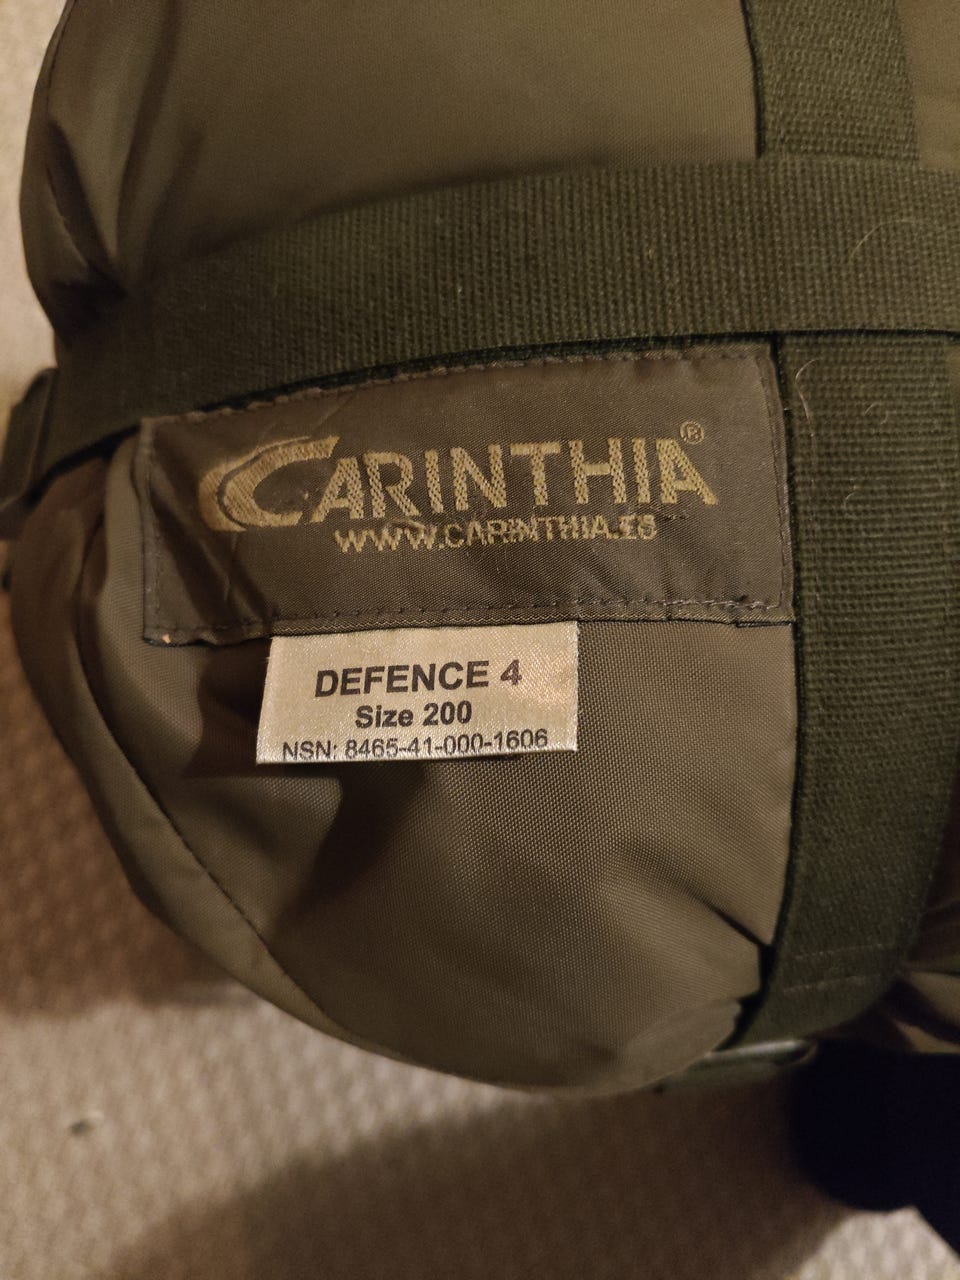 CARINTHIA®
WWW.CARINTHIA.ES
DEFENCE 4
Size 200
NSN: 8465-41-000-1606